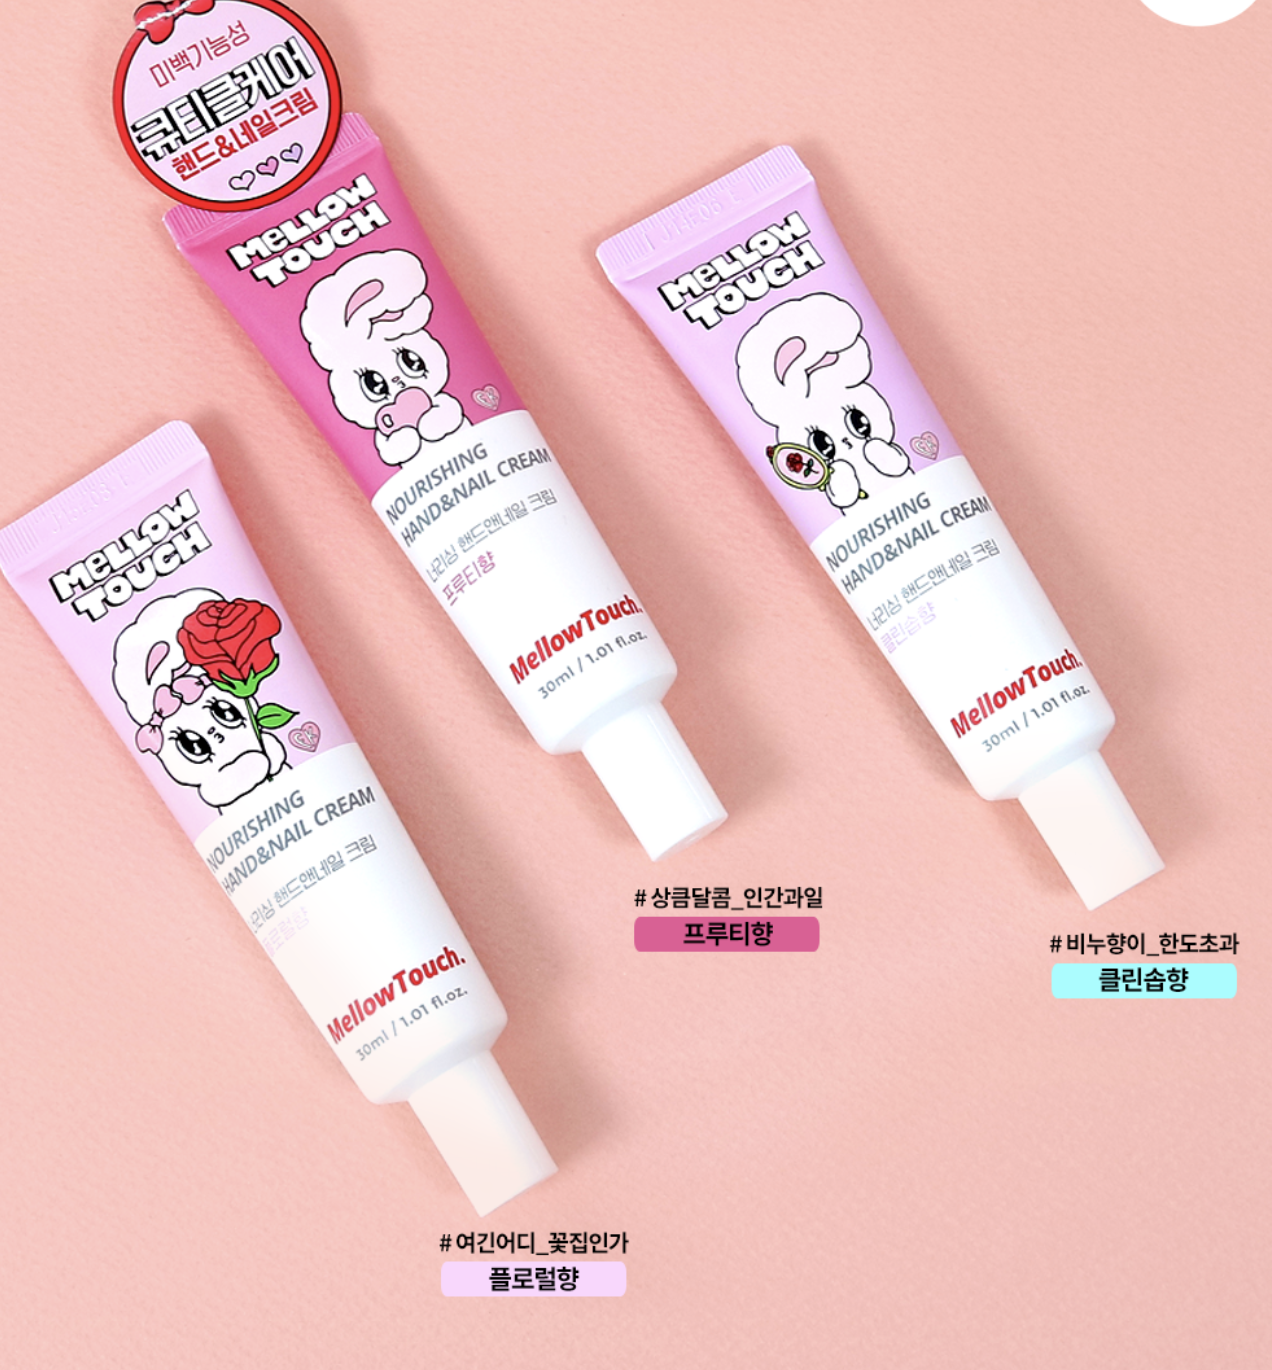 미백기능성
큐티클케어
핸드&네일크림
MELLOW
TOUCH
NOURISHING
HAND&NAIL CREAM
너리싱 핸드앤네일 크림
프루티향
MellowTouch.
30ml / 1.01 fl.oz.
MELLOW
TOUCH
NOURISHING
HAND&NAIL CREAM
너리싱 핸드앤네일 크림
클린솝향
MellowTouch.
30ml / 1.01 fl.oz.
MELLOW
TOUCH
NOURISHING
HAND&NAIL CREAM
너리싱 핸드앤네일 크림
플로럴향
MellowTouch.
30ml / 1.01 fl.oz.
# 상큼달콤_인간과일
프루티향
# 비누향이_한도초과
클린솝향
# 여긴어디_꽃집인가
플로럴향